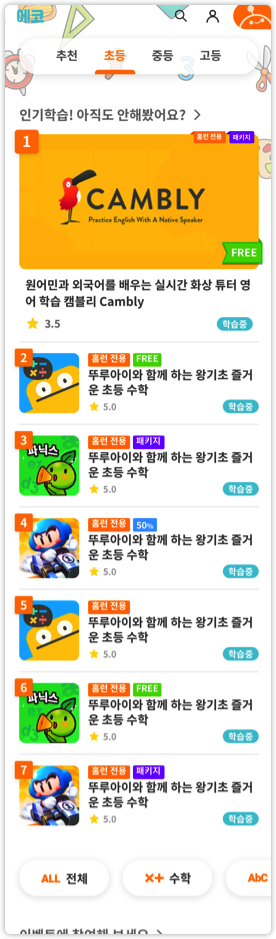 에코
추천 초등 중등 고등
인기학습! 아직도 안해봤어요? >
1
홈런 전용 패키지
CAMBLY
Practice English With A Native Speaker
FREE
원어민과 외국어를 배우는 실시간 화상 튜터 영
어 학습 캠블리 Cambly
3.5 학습중
2
홈런 전용 FREE
뚜루아이와 함께 하는 왕기초 즐거
운 초등 수학
5.0 학습중
3
파닉스
홈런 전용 패키지
뚜루아이와 함께 하는 왕기초 즐거
운 초등 수학
5.0 학습중
4
홈런 전용 50%
뚜루아이와 함께 하는 왕기초 즐거
운 초등 수학
5.0 학습중
5
홈런 전용
뚜루아이와 함께 하는 왕기초 즐거
운 초등 수학
5.0 학습중
6
파닉스
홈런 전용 FREE
뚜루아이와 함께 하는 왕기초 즐거
운 초등 수학
5.0 학습중
7
홈런 전용 패키지
뚜루아이와 함께 하는 왕기초 즐거
운 초등 수학
5.0 학습중
ALL 전체 ×+ 수학 AbC
이벤트에 참여해 보세요 >